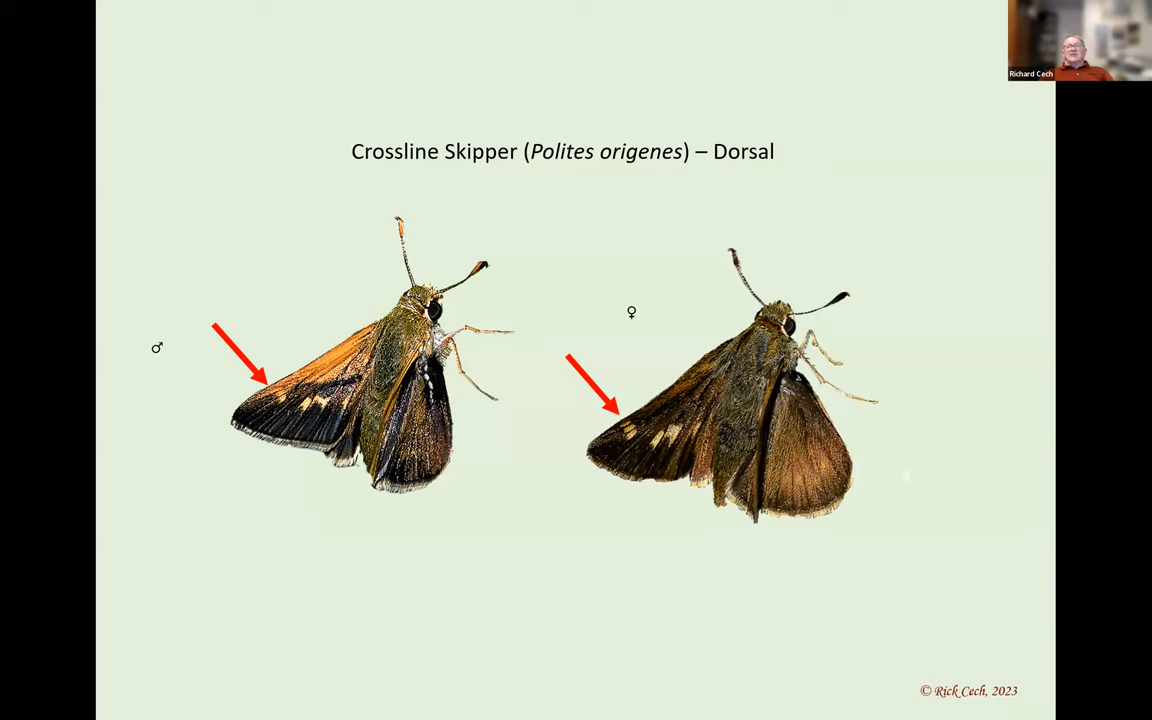 Richard Cech
Crossline Skipper (Polites origenes) – Dorsal
♂
♀
© Rick Cech, 2023